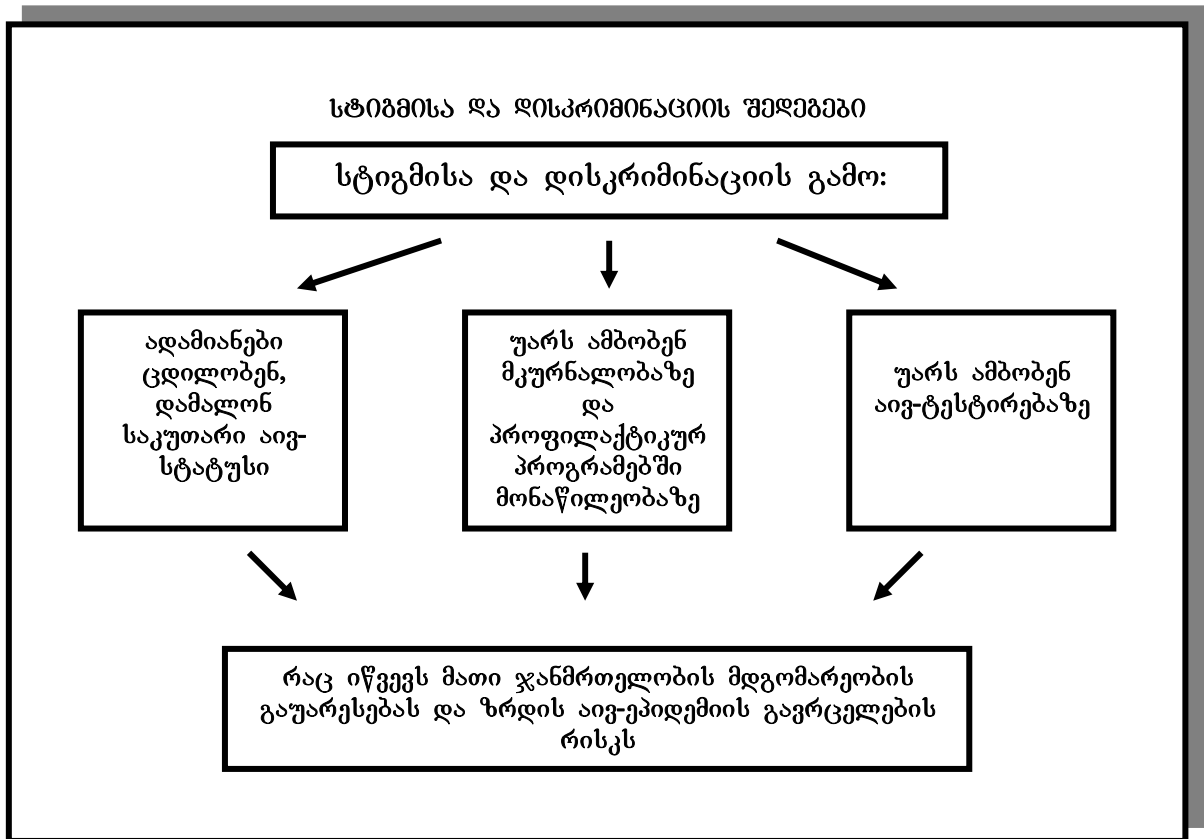 სტიგმისა და დისკრიმინაციის შედეგები
სტიგმისა და დისკრიმინაციის გამო:
ადამიანები
ცდილობენ,
დამალონ
საკუთარი აივ-
სტატუსი
უარს ამბობენ
მკურნალობაზე
და
პროფილაქტიკურ
პროგრამებში
მონაწილეობაზე
უარს ამბობენ
აივ-ტესტირებაზე
რაც იწვევს მათი ჯანმრთელობის მდგომარეობის
გაუარესებას და ზრდის აივ-ეპიდემიის გავრცელების
რისკს